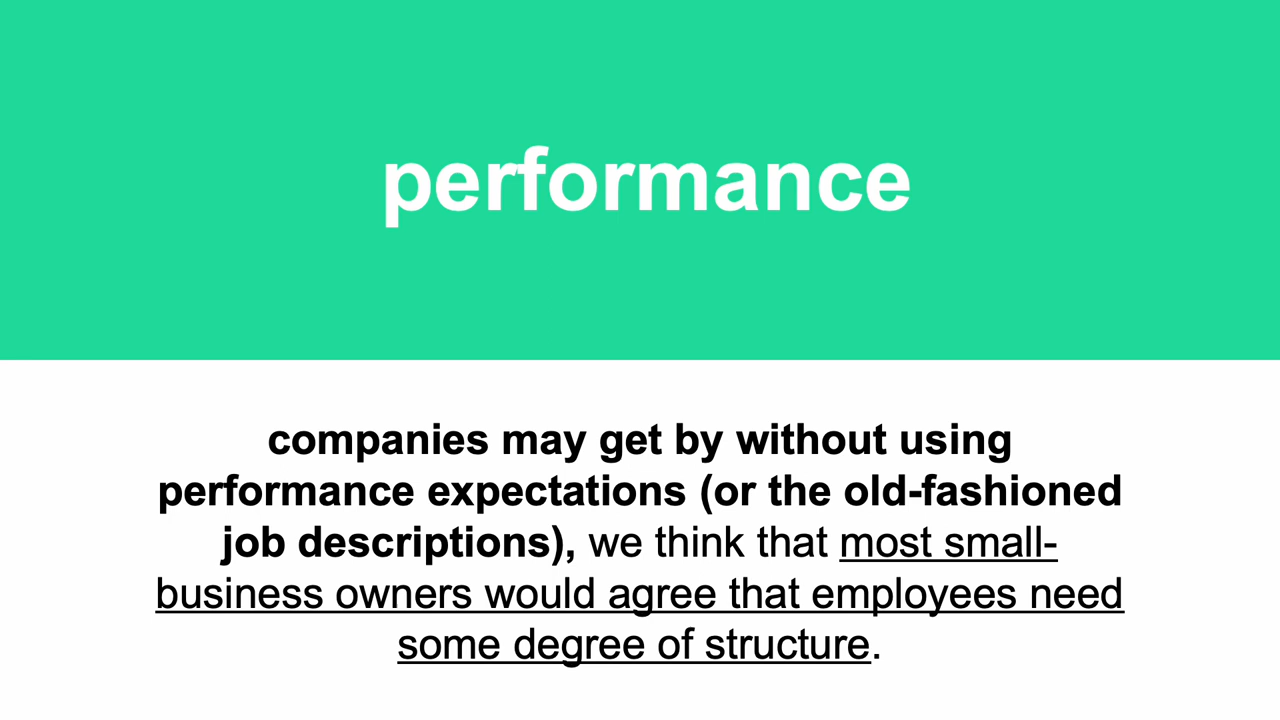 performance
companies may get by without using
performance expectations (or the old-fashioned
job descriptions), we think that most small-
business owners would agree that employees need
some degree of structure.